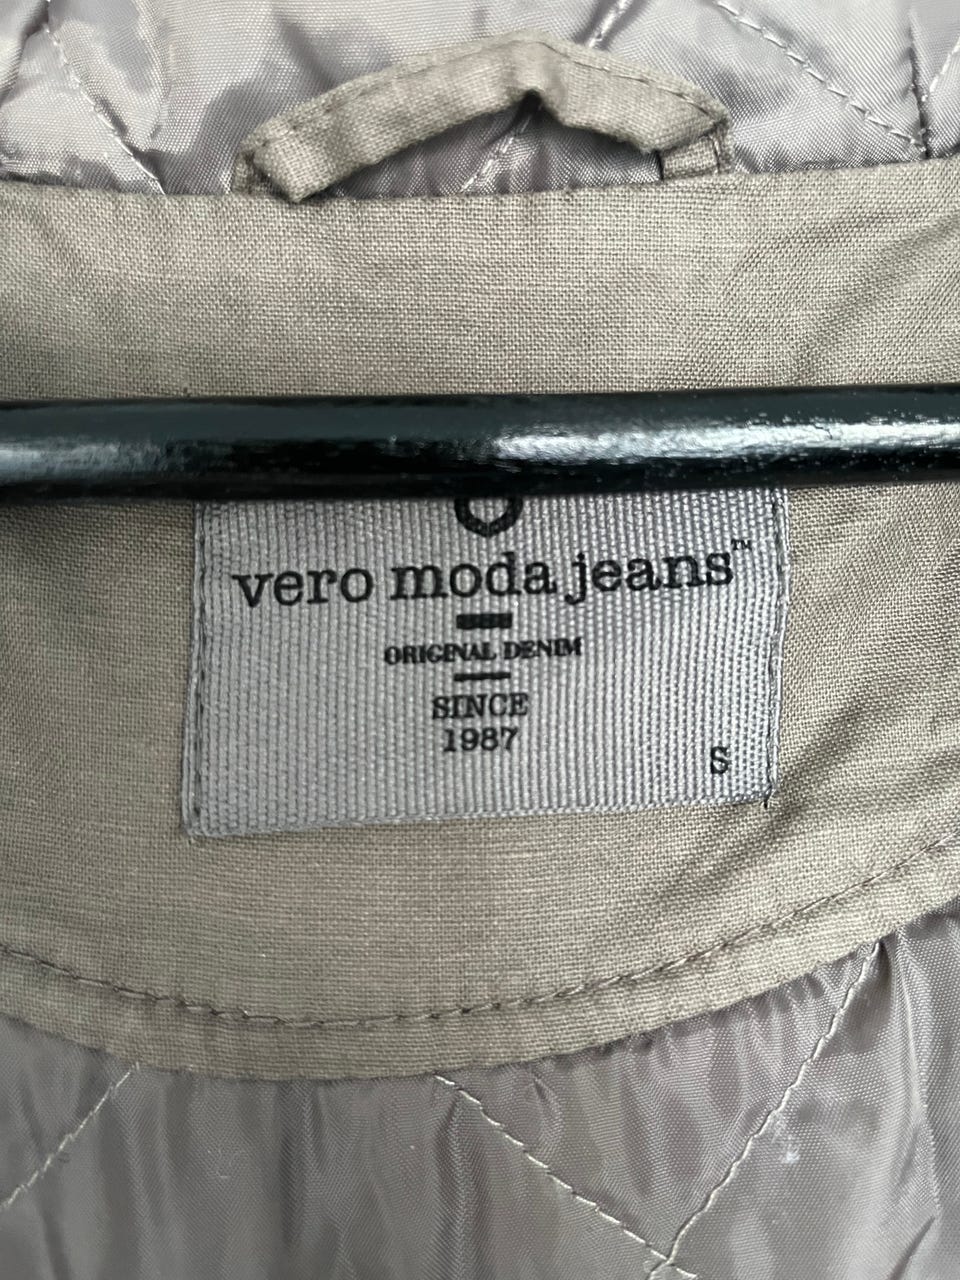 vero moda jeans™
ORIGINAL DENIM
SINCE
1987
S